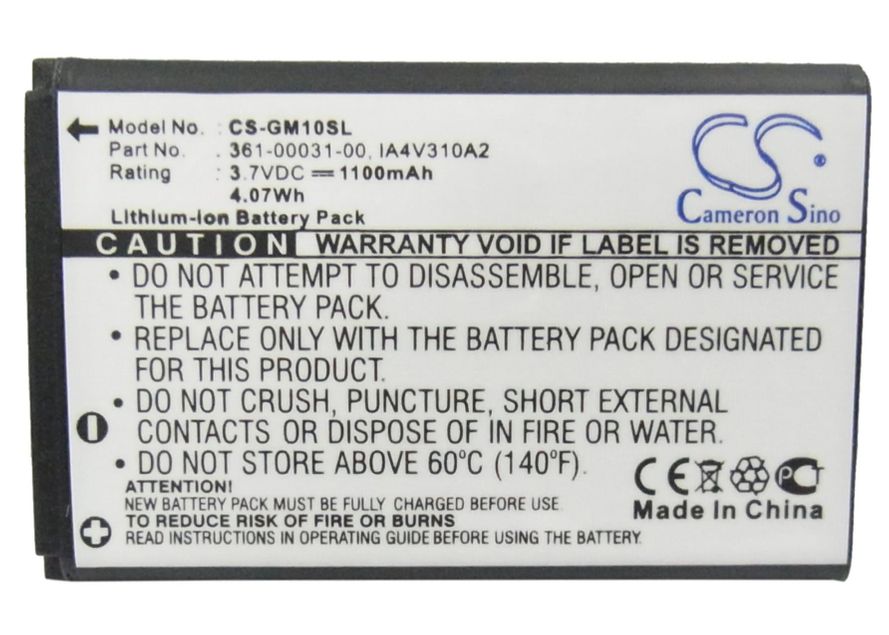 Model No. : CS-GM10SL
Part No. : 361-00031-00, IA4V310A2
Rating : 3.7VDC ⎓ 1100mAh
4.07Wh
Lithium-Ion Battery Pack
CS
Cameron Sino
CAUTION WARRANTY VOID IF LABEL IS REMOVED
• DO NOT ATTEMPT TO DISASSEMBLE, OPEN OR SERVICE
THE BATTERY PACK.
• REPLACE ONLY WITH THE BATTERY PACK DESIGNATED
FOR THIS PRODUCT.
• DO NOT CRUSH, PUNCTURE, SHORT EXTERNAL
CONTACTS OR DISPOSE OF IN FIRE OR WATER.
• DO NOT STORE ABOVE 60°C (140°F).
ATTENTION!
NEW BATTERY PACK MUST BE FULLY CHARGED BEFORE USE.
TO REDUCE RISK OF FIRE OR BURNS
READ INSTRUCTIONS IN OPERATING GUIDE BEFORE USING THE BATTERY.
CE PCT
Made In China